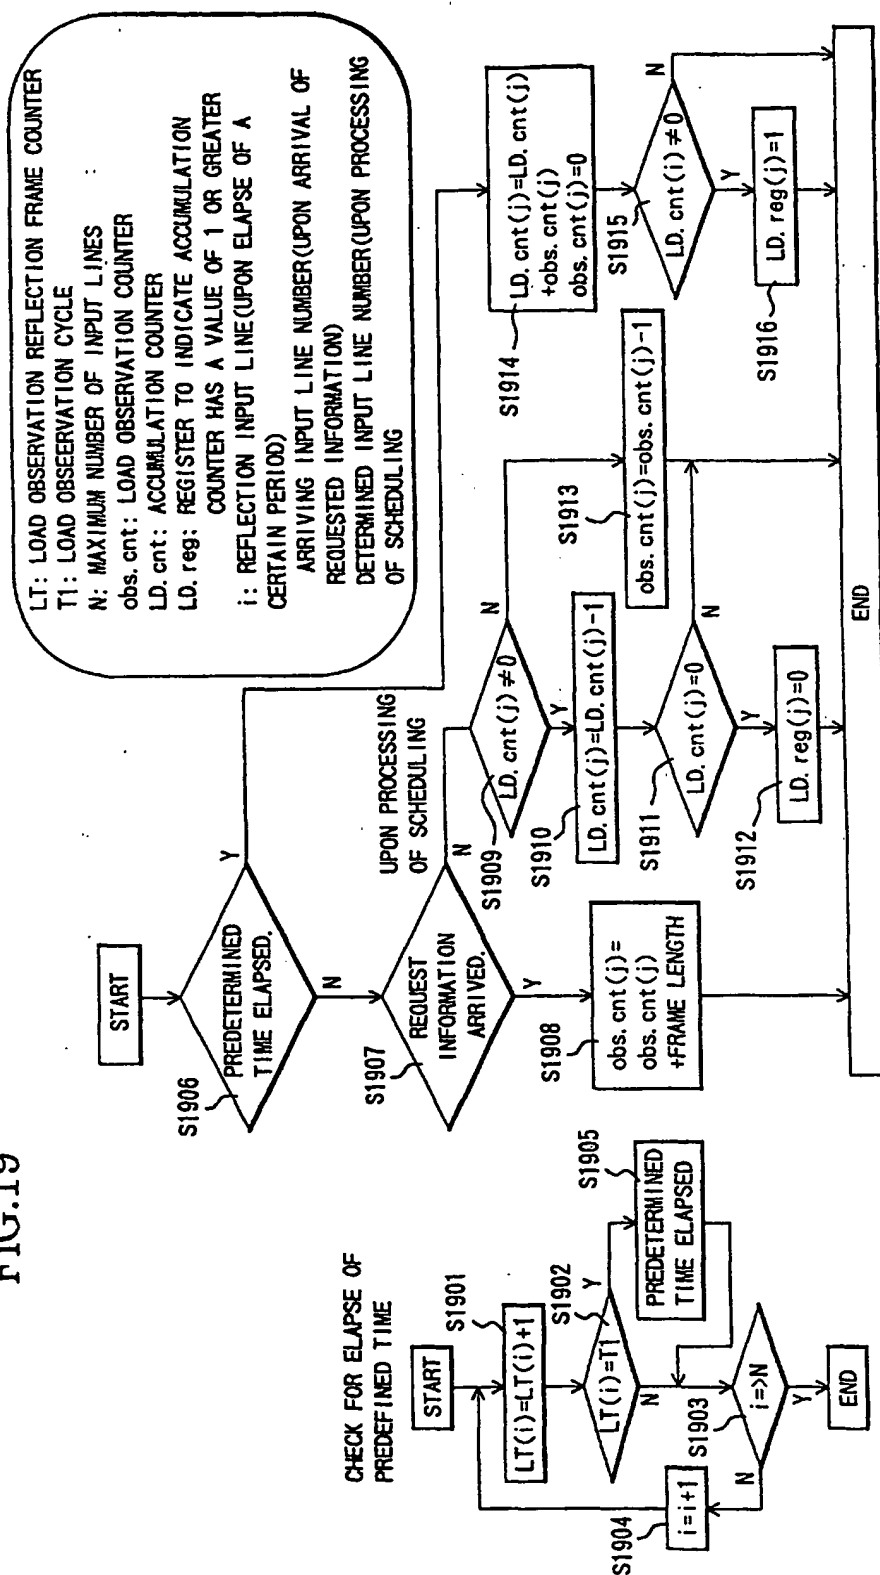 FIG.19
LT: LOAD OBSERVATION REFLECTION FRAME COUNTER
T1: LOAD OBSEERVATION CYCLE
N: MAXIMUM NUMBER OF INPUT LINES
obs.cnt: LOAD OBSERVATION COUNTER
LD.cnt: ACCUMULATION COUNTER
LD.reg: REGISTER TO INDICATE ACCUMULATION
COUNTER HAS A VALUE OF 1 OR GREATER
i: REFLECTION INPUT LINE(UPON ELAPSE OF A
CERTAIN PERIOD)
ARRIVING INPUT LINE NUMBER(UPON ARRIVAL OF
REQUESTED INFORMATION)
DETERMINED INPUT LINE NUMBER(UPON PROCESSING
OF SCHEDULING
CHECK FOR ELAPSE OF
PREDEFINED TIME
START
S1901
LT(i)=LT(i)+1
S1902
LT(i)=T1
Y
N
S1905
PREDETERMINED
TIME ELAPSED
S1903
i=>N
N
Y
S1904
i=i+1
END
START
S1906
PREDETERMINED
TIME ELAPSED.
Y
N
S1907
REQUEST
INFORMATION
ARRIVED.
N
Y
UPON PROCESSING
OF SCHEDULING
S1908
obs.cnt(j)=
obs.cnt(j)
+FRAME LENGTH
S1909
LD.cnt(j)≠0
N
Y
S1910
LD.cnt(j)=LD.cnt(j)-1
S1911
LD.cnt(j)=0
N
Y
S1912
LD.reg(j)=0
S1913
obs.cnt(j)=obs.cnt(j)-1
S1914
LD.cnt(j)=LD.cnt(j)
+obs.cnt(j)
obs.cnt(j)=0
S1915
LD.cnt(i)≠0
N
Y
S1916
LD.reg(j)=1
END